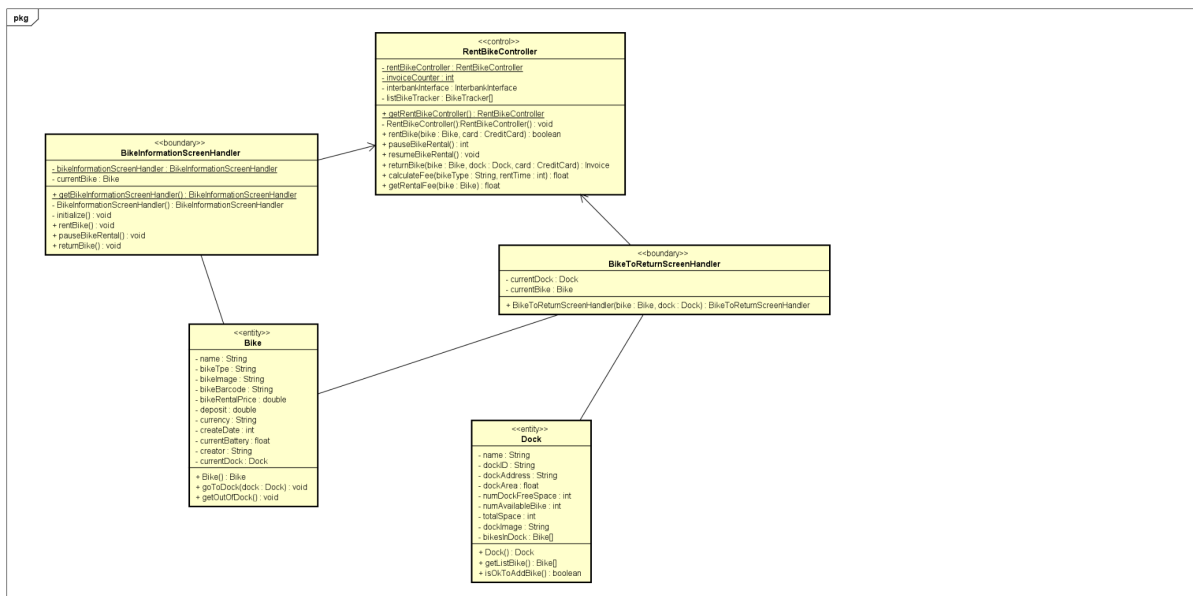 pkg
<<control>>
RentBikeController
- rentBikeController : RentBikeController
- invoiceCounter : int
- interbankInterface : InterbankInterface
- listBikeTracker : BikeTracker[]
+ getRentBikeController() : RentBikeController
- RentBikeController():RentBikeController() : void
+ rentBike(bike : Bike, card : CreditCard) : boolean
+ pauseBikeRental() : int
+ resumeBikeRental() : void
+ returnBike(bike : Bike, dock : Dock, card : CreditCard) : Invoice
+ calculateFee(bikeType : String, rentTime : int) : float
+ getRentalFee(bike : Bike) : float
<<boundary>>
BikeInformationScreenHandler
- bikeInformationScreenHandler : BikeInformationScreenHandler
- currentBike : Bike
+ getBikeInformationScreenHandler() : BikeInformationScreenHandler
- BikeInformationScreenHandler() : BikeInformationScreenHandler
- initialize() : void
+ rentBike() : void
+ pauseBikeRental() : void
+ returnBike() : void
<<boundary>>
BikeToReturnScreenHandler
- currentDock : Dock
- currentBike : Bike
+ BikeToReturnScreenHandler(bike : Bike, dock : Dock) : BikeToReturnScreenHandler
<<entity>>
Bike
- name : String
- bikeTpe : String
- bikeImage : String
- bikeBarcode : String
- bikeRentalPrice : double
- deposit : double
- currency : String
- createDate : int
- currentBattery : float
- creator : String
- currentDock : Dock
+ Bike() : Bike
+ goToDock(dock : Dock) : void
+ getOutOfDock() : void
<<entity>>
Dock
- name : String
- dockID : String
- dockAddress : String
- dockArea : float
- numDockFreeSpace : int
- numAvailableBike : int
- totalSpace : int
- dockImage : String
- bikesInDock : Bike[]
+ Dock() : Dock
+ getListBike() : Bike[]
+ isOkToAddBike() : boolean